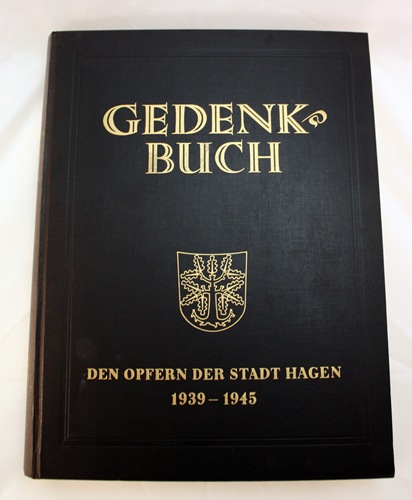 GEDENK-
BUCH
DEN OPFERN DER STADT HAGEN
1939 – 1945